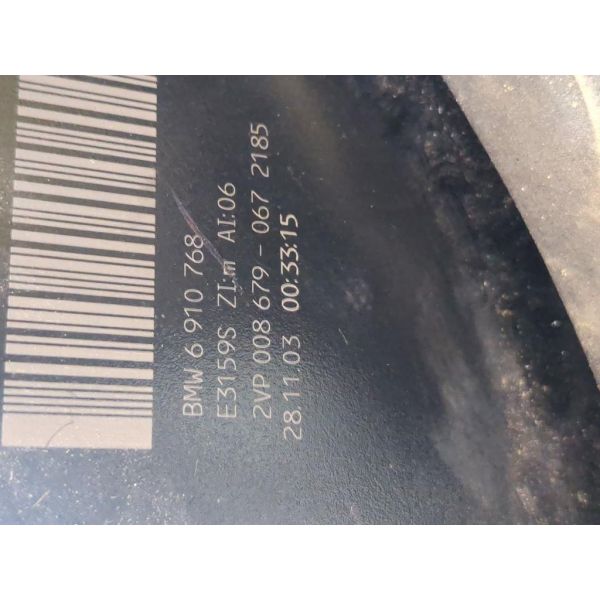 BMW 6 910 768
E3159S ZI:m AI:06
2VP 008 679-067 2185
28.11.03 00:33:15